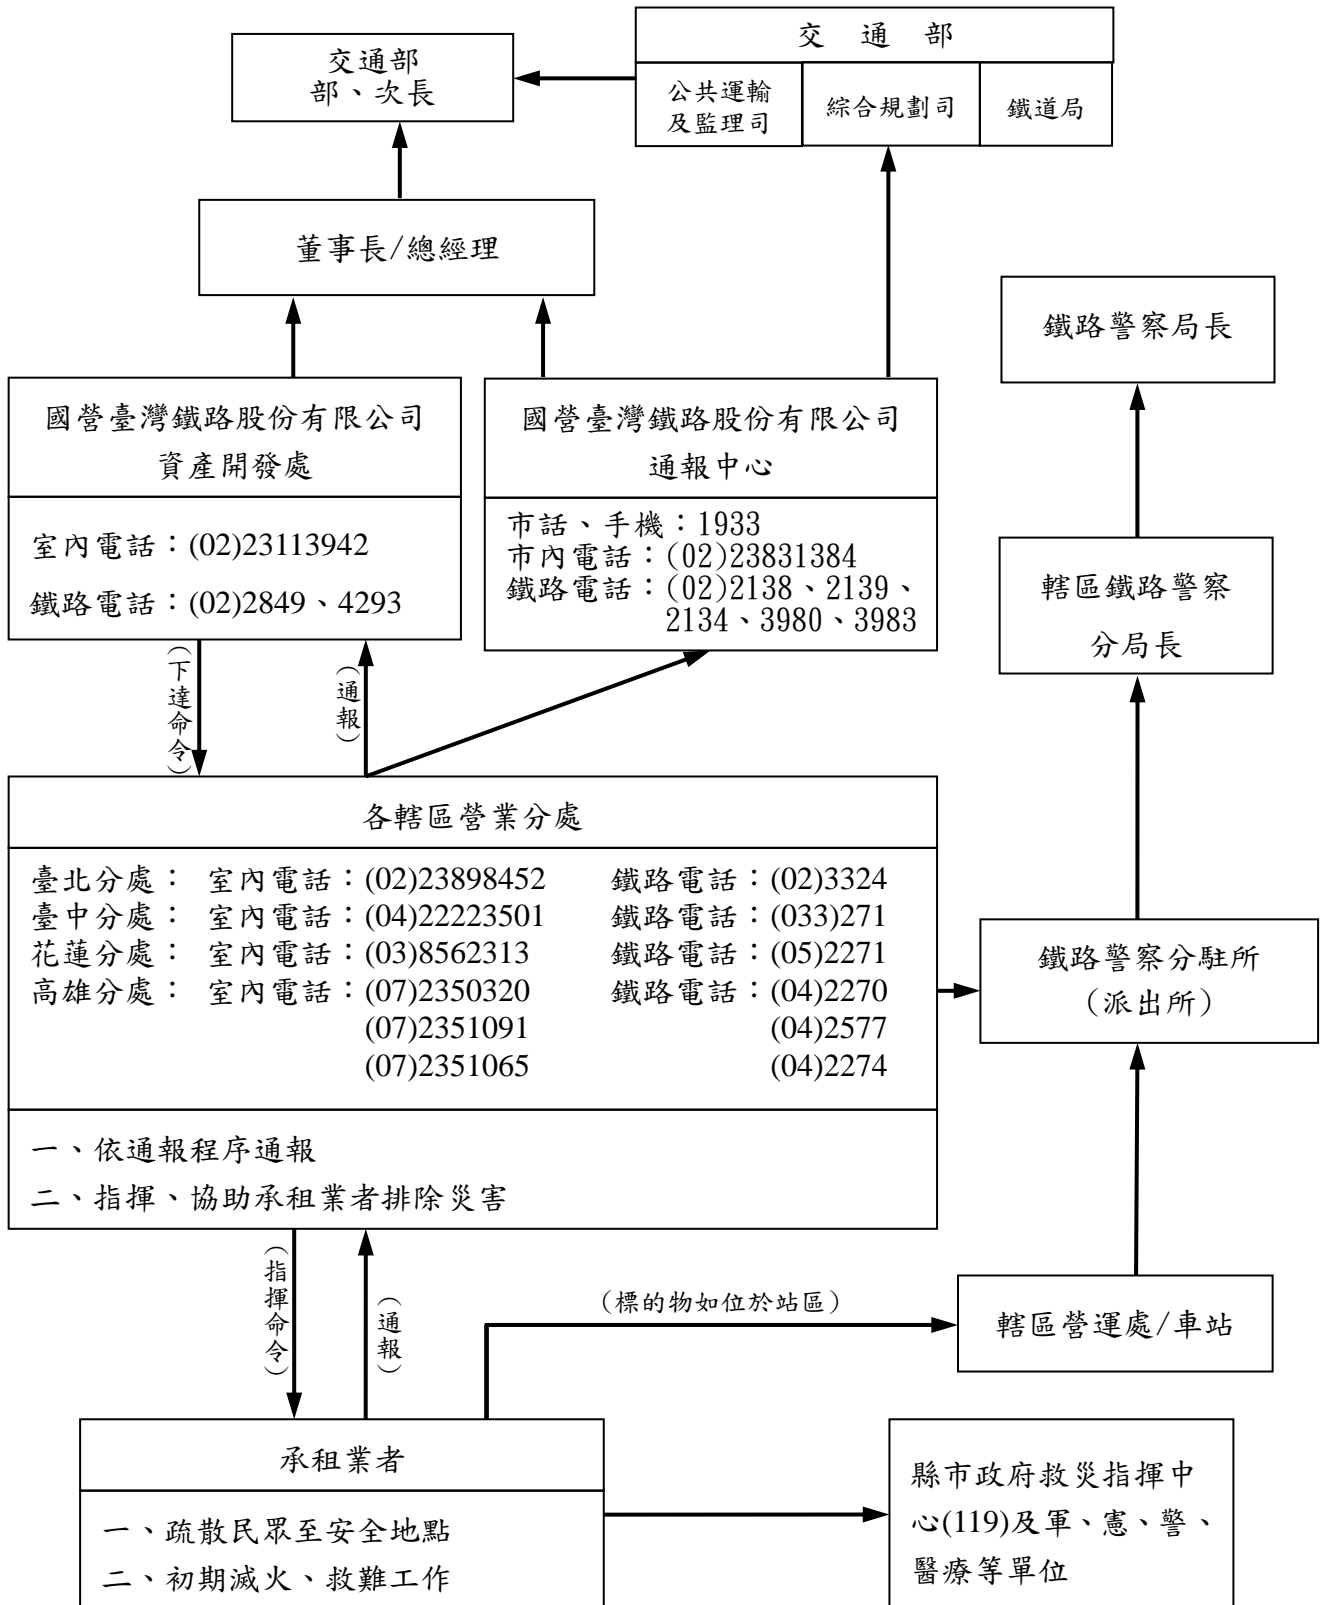 交通部
公共運輸
及監理司
綜合規劃司
鐵道局
交通部
部、次長
董事長/總經理
鐵路警察局長
國營臺灣鐵路股份有限公司
資產開發處
室內電話：(02)23113942
鐵路電話：(02)2849、4293
國營臺灣鐵路股份有限公司
通報中心
市話、手機：1933
市內電話：(02)23831384
鐵路電話：(02)2138、2139、
2134、3980、3983
轄區鐵路警察
分局長
(下達命令)
(通報)
各轄區營業分處
臺北分處： 室內電話：(02)23898452 鐵路電話：(02)3324
臺中分處： 室內電話：(04)22223501 鐵路電話：(033)271
花蓮分處： 室內電話：(03)8562313 鐵路電話：(05)2271
高雄分處： 室內電話：(07)2350320 鐵路電話：(04)2270
(07)2351091 (04)2577
(07)2351065 (04)2274
一、依通報程序通報
二、指揮、協助承租業者排除災害
鐵路警察分駐所
（派出所）
(指揮命令)
(通報)
（標的物如位於站區）
轄區營運處/車站
承租業者
一、疏散民眾至安全地點
二、初期滅火、救難工作
縣市政府救災指揮中
心(119)及軍、憲、警、
醫療等單位